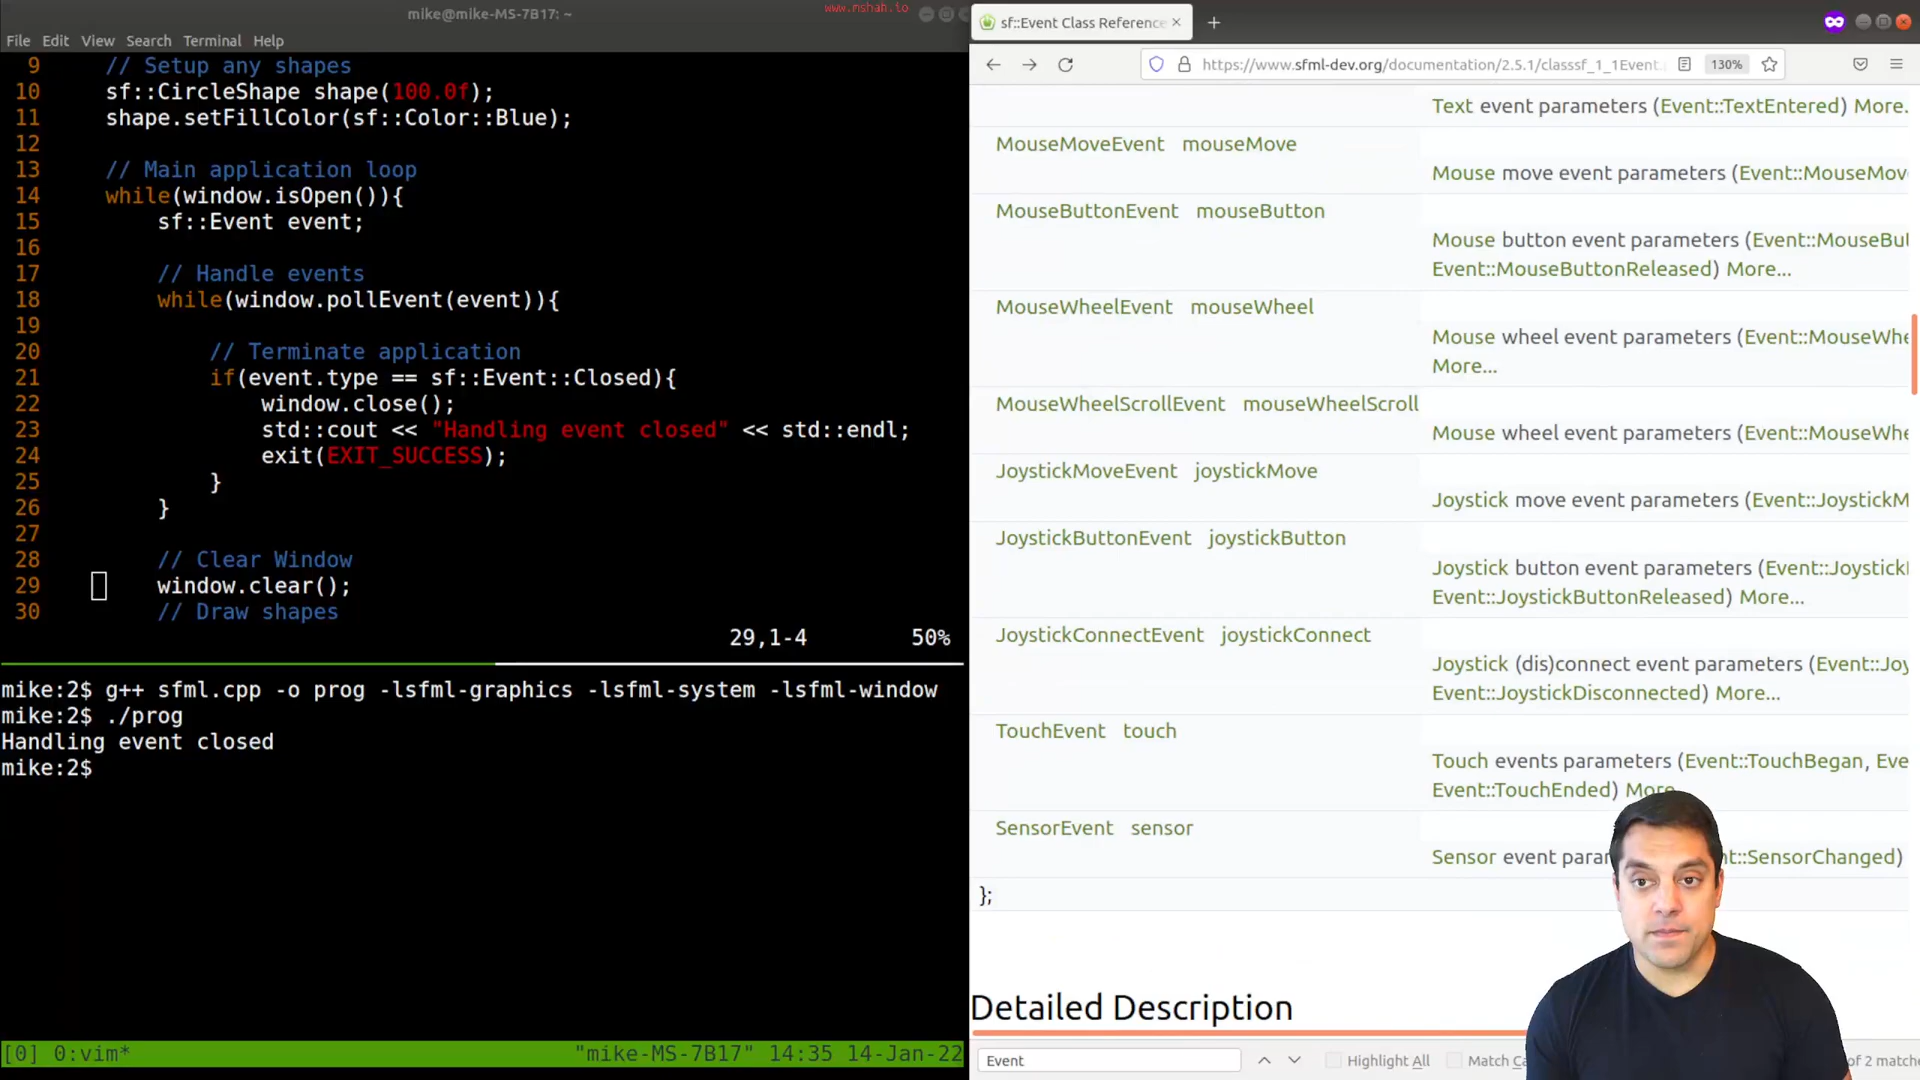 mike@mike-MS-7B17: ~
www.mshah.io
File Edit View Search Terminal Help
9 // Setup any shapes
10 sf::CircleShape shape(100.0f);
11 shape.setFillColor(sf::Color::Blue);
12
13 // Main application loop
14 while(window.isOpen()){
15 sf::Event event;
16
17 // Handle events
18 while(window.pollEvent(event)){
19
20 // Terminate application
21 if(event.type == sf::Event::Closed){
22 window.close();
23 std::cout << "Handling event closed" << std::endl;
24 exit(EXIT_SUCCESS);
25 }
26 }
27
28 // Clear Window
29 window.clear();
30 // Draw shapes
29,1-4 50%
mike:2$ g++ sfml.cpp -o prog -lsfml-graphics -lsfml-system -lsfml-window
mike:2$ ./prog
Handling event closed
mike:2$
[0] 0:vim* "mike-MS-7B17" 14:35 14-Jan-22
sf::Event Class Reference
https://www.sfml-dev.org/documentation/2.5.1/classsf_1_1Event. 130%
Text event parameters (Event::TextEntered) More.
MouseMoveEvent mouseMove
Mouse move event parameters (Event::MouseMov
MouseButtonEvent mouseButton
Mouse button event parameters (Event::MouseBut
Event::MouseButtonReleased) More...
MouseWheelEvent mouseWheel
Mouse wheel event parameters (Event::MouseWhe
More...
MouseWheelScrollEvent mouseWheelScroll
Mouse wheel event parameters (Event::MouseWhe
JoystickMoveEvent joystickMove
Joystick move event parameters (Event::JoystickM
JoystickButtonEvent joystickButton
Joystick button event parameters (Event::Joystick
Event::JoystickButtonReleased) More...
JoystickConnectEvent joystickConnect
Joystick (dis)connect event parameters (Event::Joy
Event::JoystickDisconnected) More...
TouchEvent touch
Touch events parameters (Event::TouchBegan, Eve
Event::TouchEnded) More
SensorEvent sensor
Sensor event para t::SensorChanged)
};
Detailed Description
Event Highlight All Match Ca of 2 matche